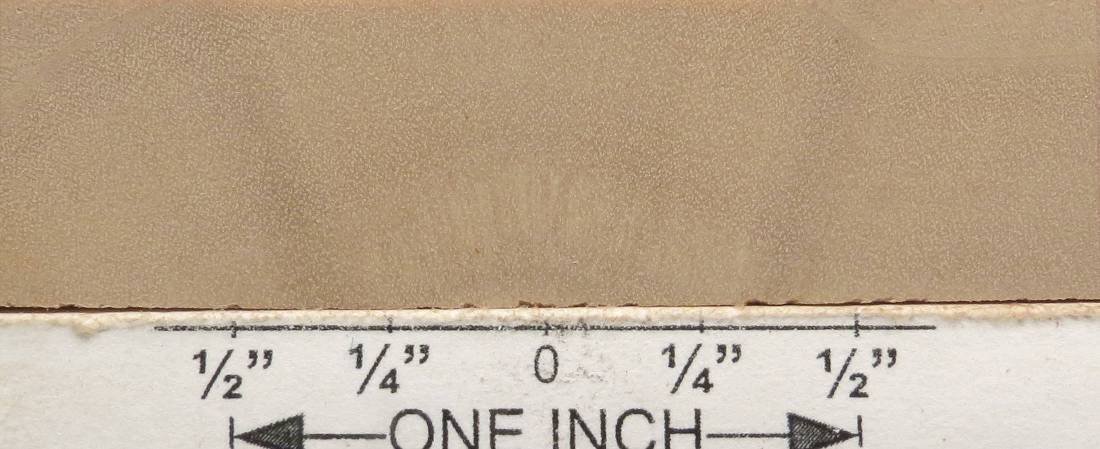 ½” ¼” 0 ¼” ½”
ONE INCH